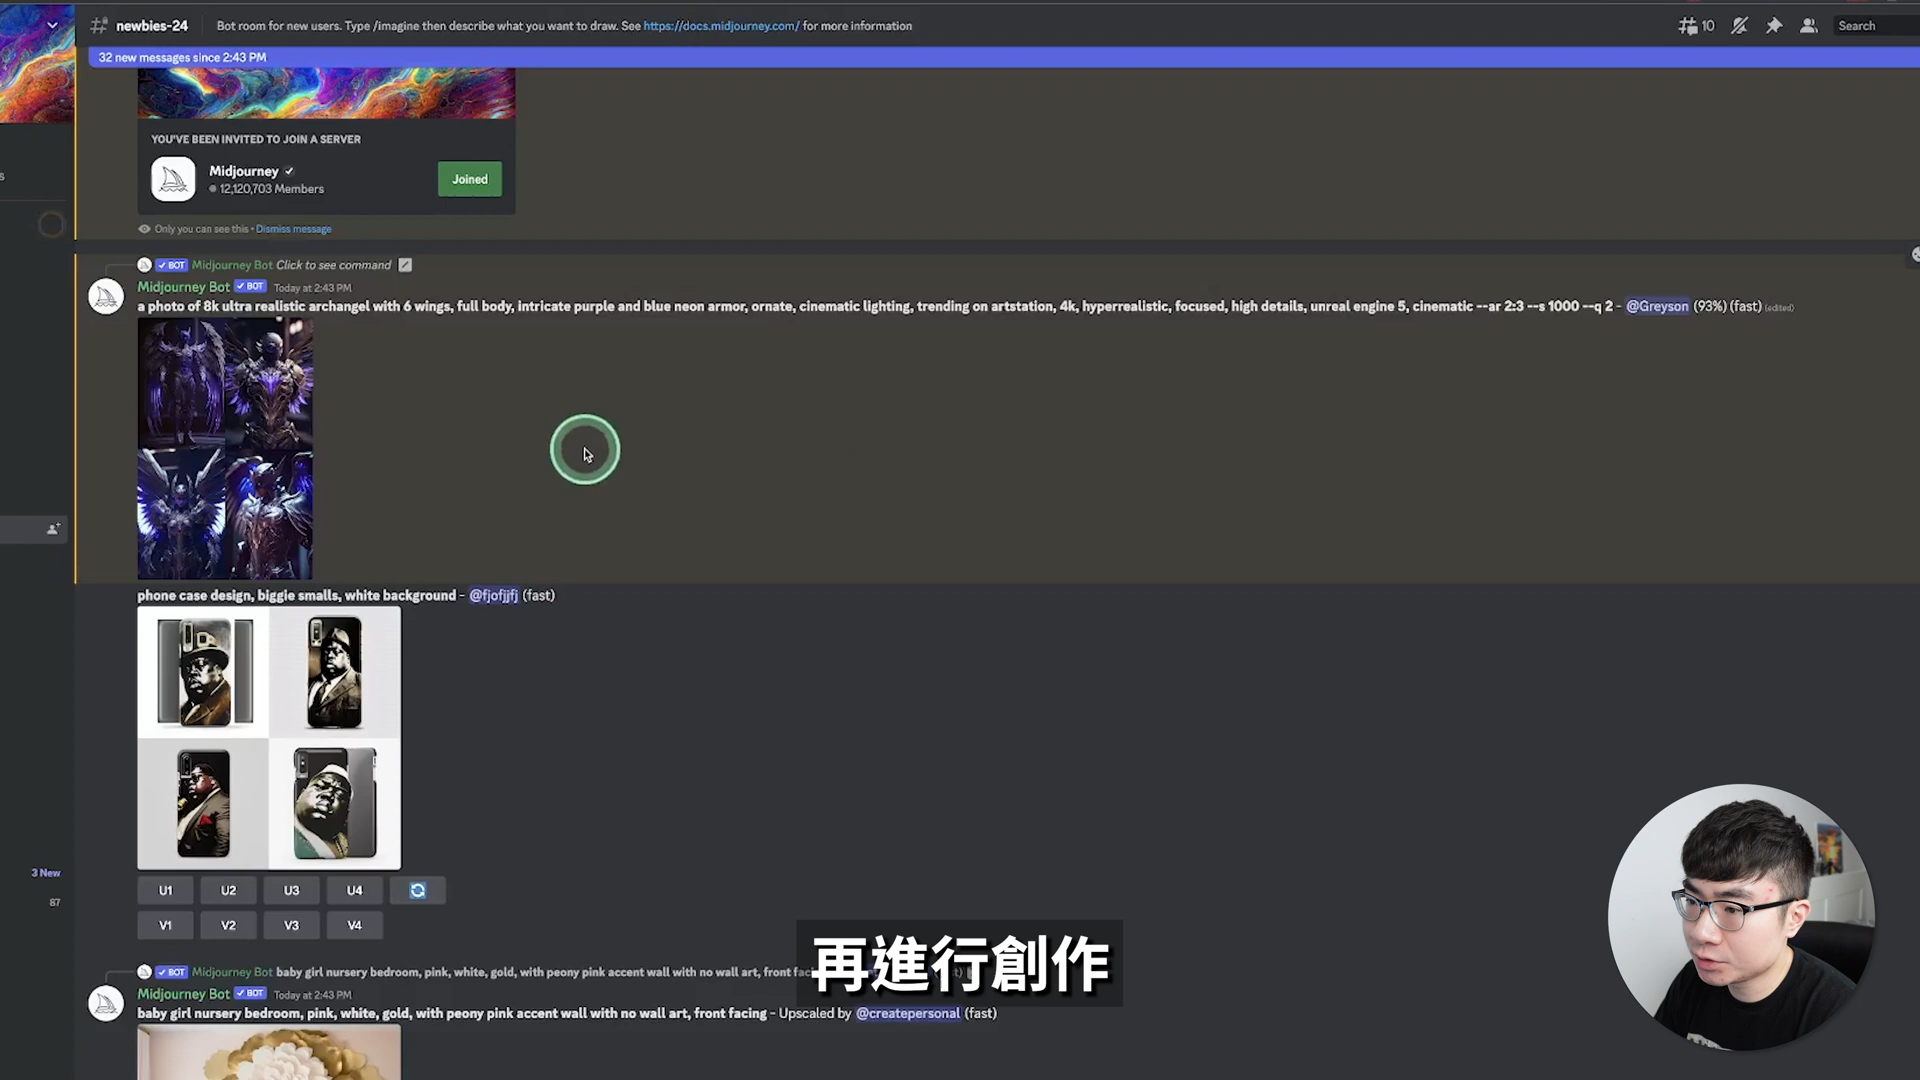 newbies-24 Bot room for new users. Type /imagine then describe what you want to draw. See https://docs.midjourney.com/ for more information 10 Search
32 new messages since 2:43 PM
YOU'VE BEEN INVITED TO JOIN A SERVER
Midjourney
12,120,703 Members
Joined
s
Only you can see this • Dismiss message
BOT Midjourney Bot Click to see command
Midjourney Bot BOT Today at 2:43 PM
a photo of 8k ultra realistic archangel with 6 wings, full body, intricate purple and blue neon armor, ornate, cinematic lighting, trending on artstation, 4k, hyperrealistic, focused, high details, unreal engine 5, cinematic --ar 2:3 --s 1000 --q 2 - @Greyson (93%) (fast) (edited)
phone case design, biggie smalls, white background - @fjofjjfj (fast)
3 New
87
U1 U2 U3 U4
V1 V2 V3 V4
再進行創作
BOT Midjourney Bot baby girl nursery bedroom, pink, white, gold, with peony pink accent wall with no wall art, front
Midjourney Bot BOT Today at 2:43 PM
baby girl nursery bedroom, pink, white, gold, with peony pink accent wall with no wall art, front facing - Upscaled by @createpersonal (fast)